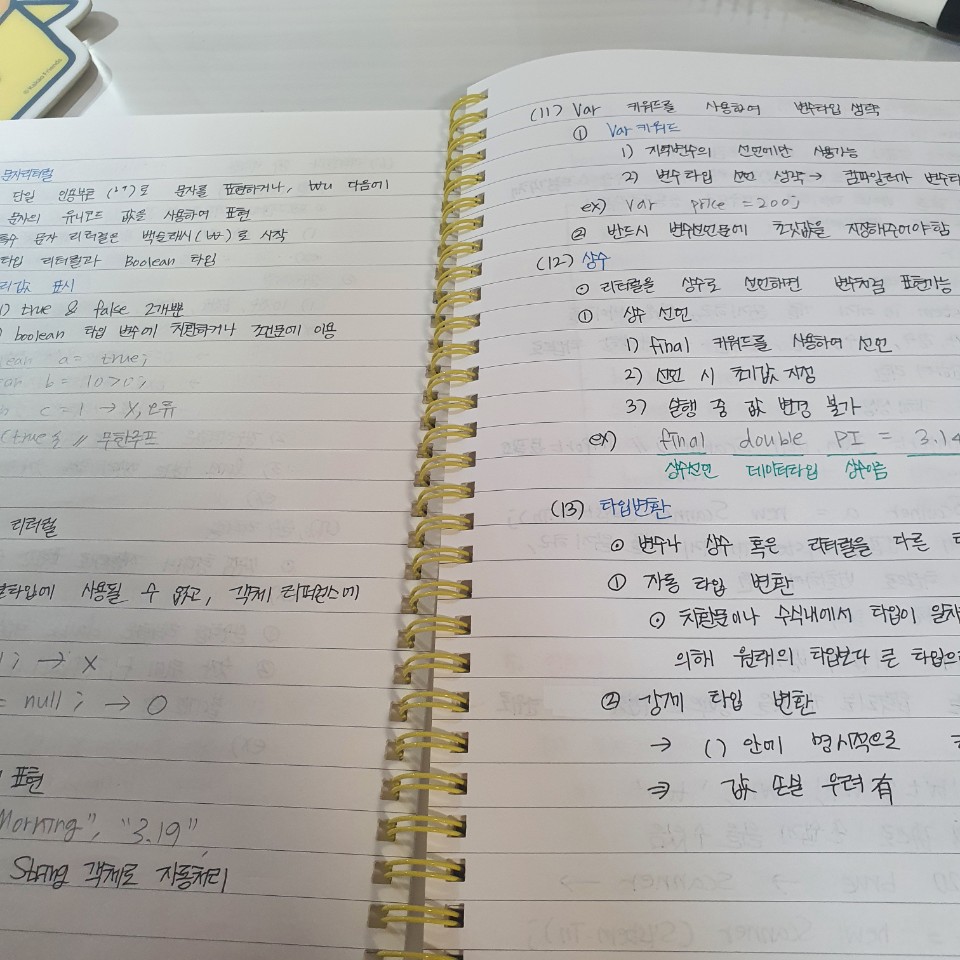 문자리터럴
단일 인용부호(' ')로 문자를 표현하거나, ₩u 다음에
문자의 유니코드 값을 사용하여 표현
특수 문자 리터럴은 백슬래시(₩)로 시작
타입 리터럴과 Boolean 타입
리값 표시
1) true & false 2개뿐
) boolean 타입 변수에 치환하거나 조건문에 이용
ean a = true;
b = 10>0;
c = 1 → X, 오류
(true); // 무한루프
리터럴
타입에 사용될 수 없고, 객체 리퍼런스에
; → X
= null; → O
표현
Morning", "3.19"
String 객체로 자동처리
(11) Var 키워드를 사용하여 변수타입 생략
① Var 키워드
1) 지역변수의 선언에만 사용가능
2) 변수 타입 선언 생략 → 컴파일러가 변수타
ex) Var price = 200;
② 반드시 변수선언문에 초깃값을 지정해주어야함
(12) 상수
⊙ 리터럴을 상수로 선언하면 변수처럼 표현가능
① 상수 선언
1) final 키워드를 사용하여 선언
2) 선언 시 초기값 지정
3) 실행 중 값 변경 불가
ex) final double PI = 3.14
상수선언 데이터타입 상수이름
(13) 타입변환
⊙ 변수나 상수 혹은 리터럴을 다른 타
① 자동 타입 변환
⊙ 치환문이나 수식내에서 타입이 일치
의해 원래의 타입보다 큰 타입으
② 강제 타입 변환
→ ( ) 안에 명시적으로
⇒ 값 손실 우려 有